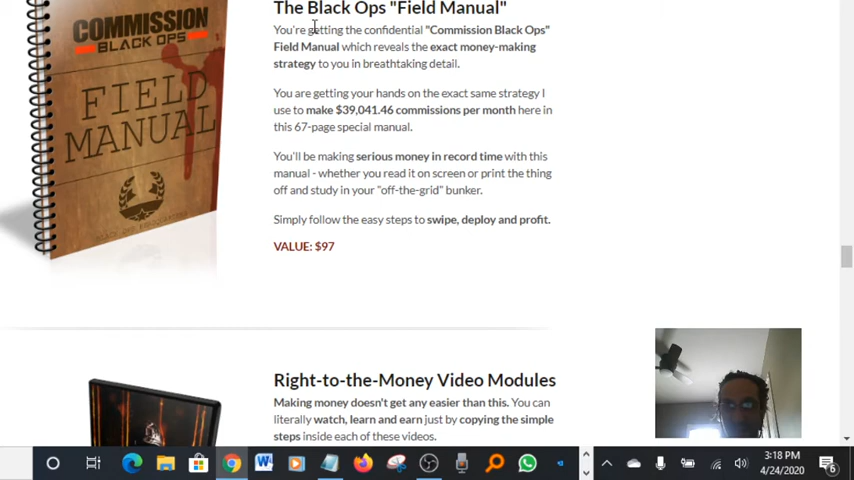 The Black Ops "Field Manual"
COMMISSION
BLACK OPS
FIELD
MANUAL
You're getting the confidential "Commission Black Ops"
Field Manual which reveals the exact money-making
strategy to you in breathtaking detail.
You are getting your hands on the exact same strategy I
use to make $39,041.46 commissions per month here in
this 67-page special manual.
You'll be making serious money in record time with this
manual - whether you read it on screen or print the thing
off and study in your "off-the-grid" bunker.
Simply follow the easy steps to swipe, deploy and profit.
VALUE: $97
Right-to-the-Money Video Modules
Making money doesn't get any easier than this. You can
literally watch, learn and earn just by copying the simple
steps inside each of these videos.
3:18 PM
4/24/2020
6